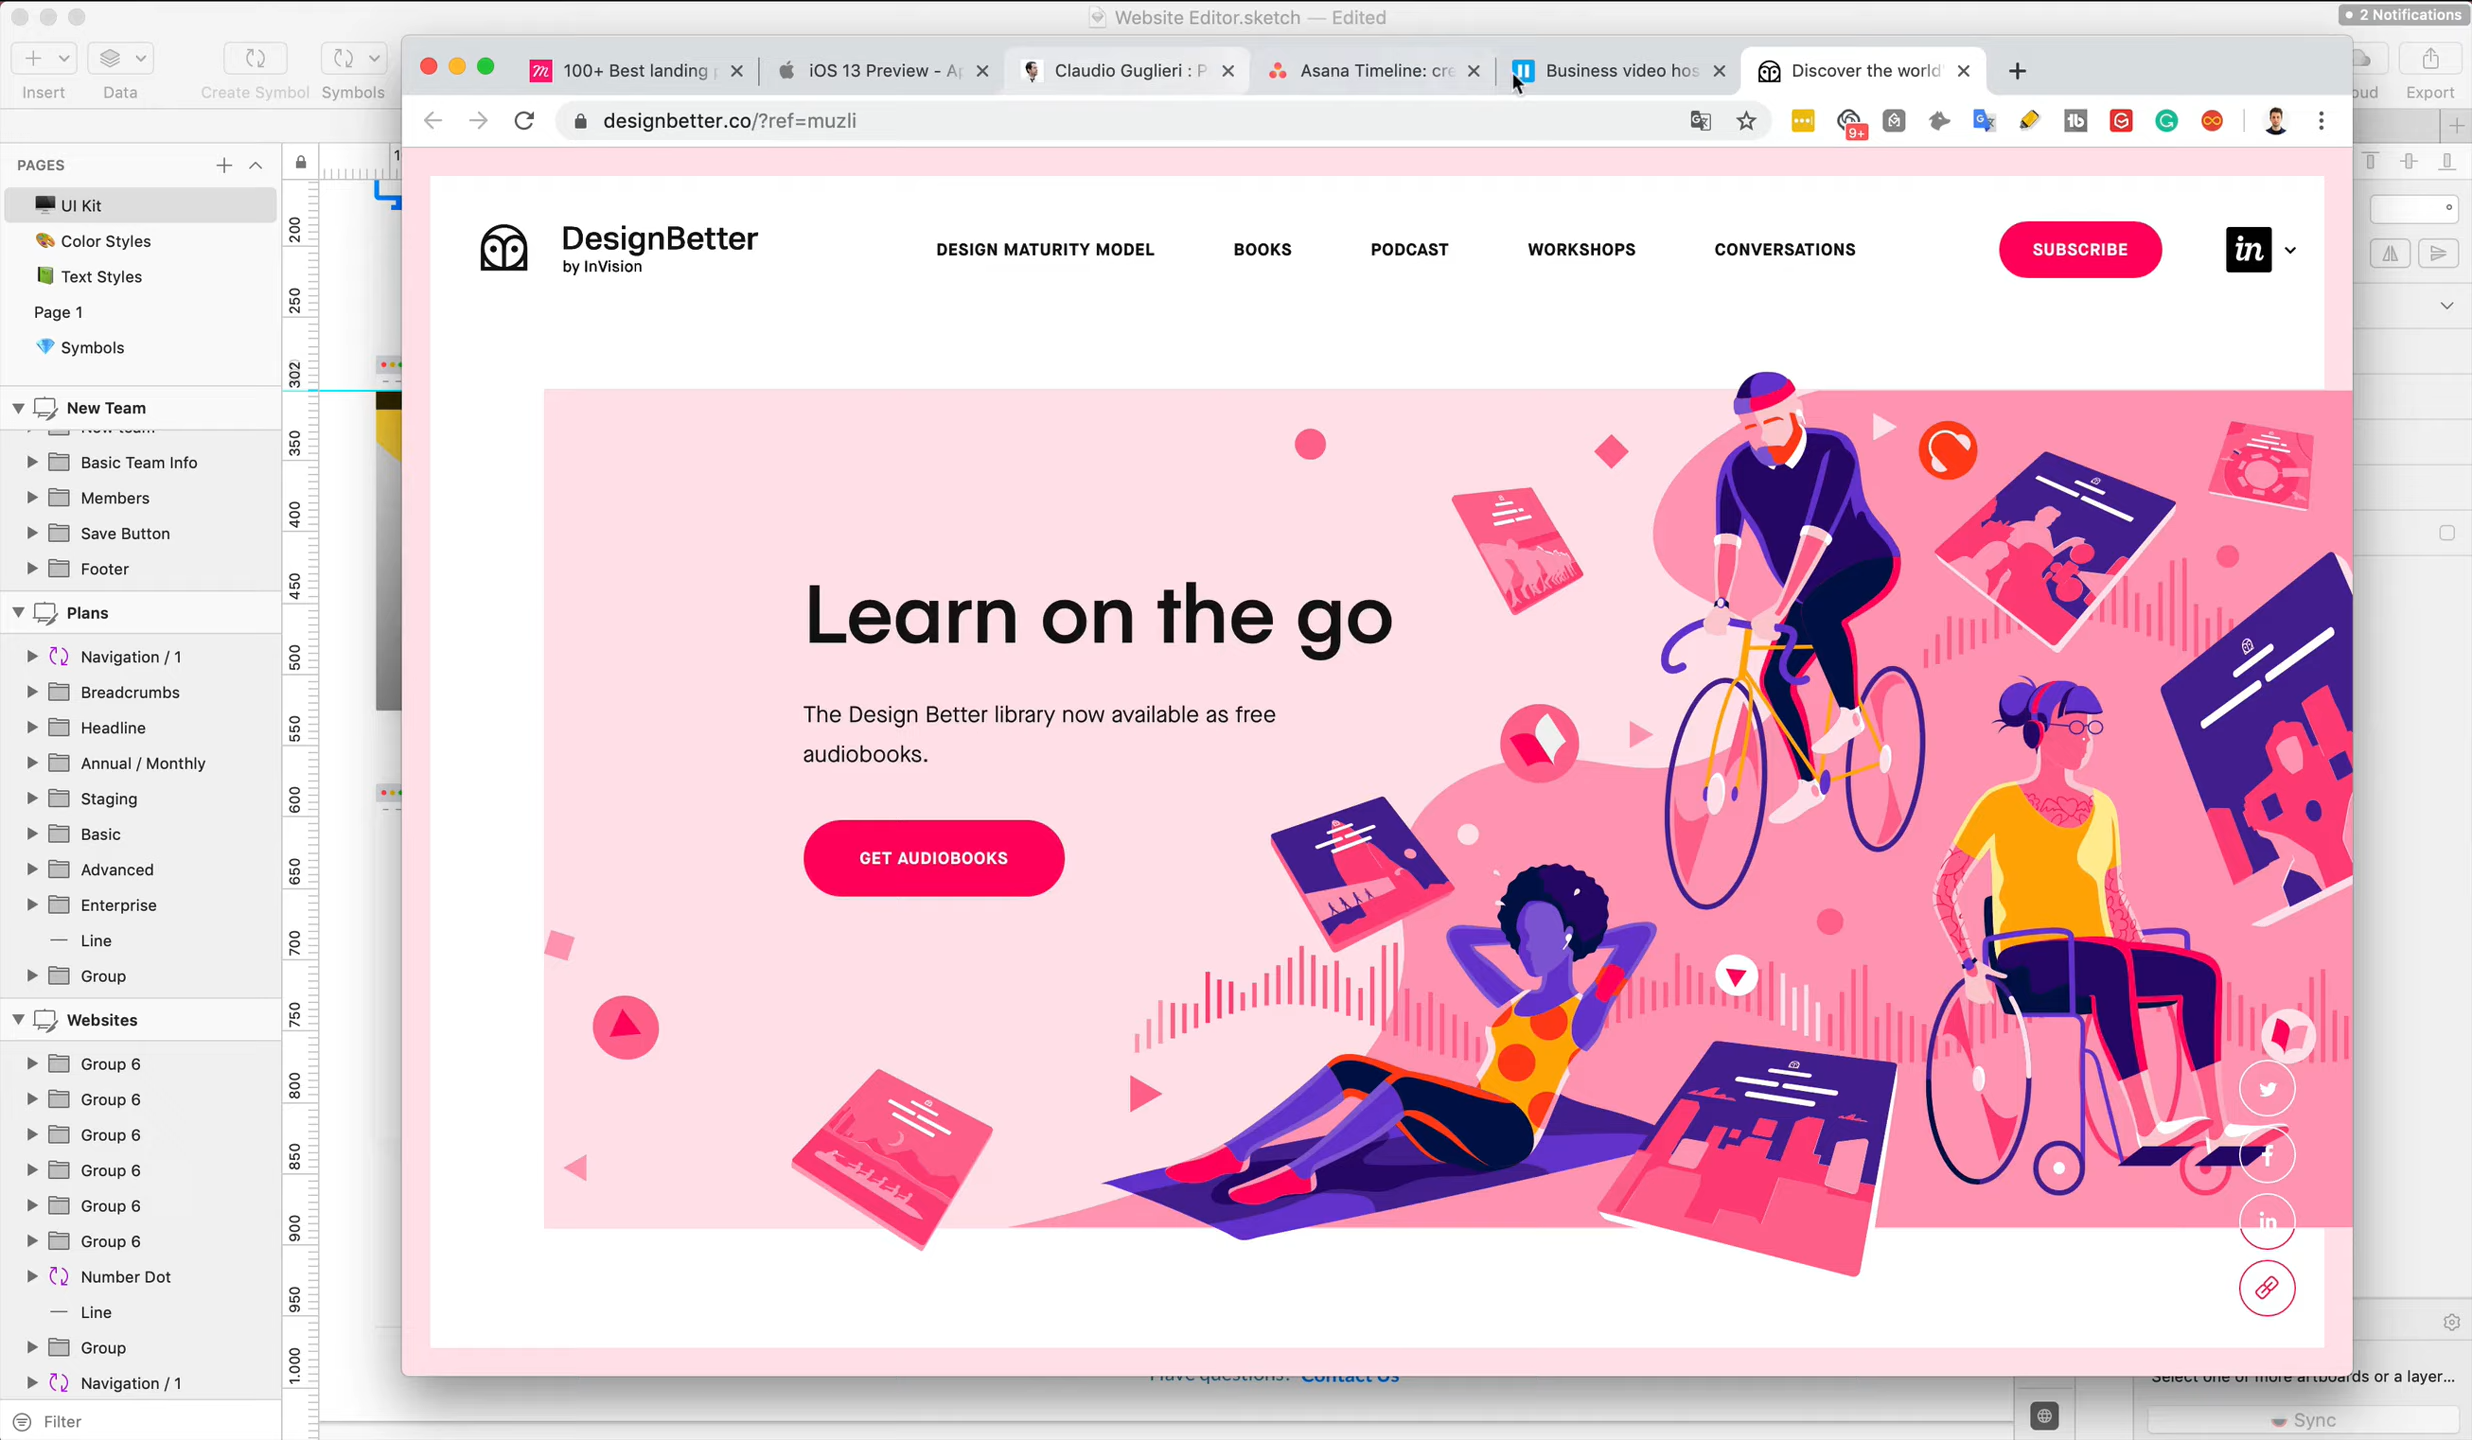 Website Editor.sketch — Edited
2 Notifications
Insert
Data
Create Symbol
Symbols
Export
100+ Best landing
iOS 13 Preview - Ap
Claudio Guglieri : P
Asana Timeline: cre
Business video hos
Discover the world'
designbetter.co/?ref=muzli
9+
PAGES
UI Kit
Color Styles
Text Styles
Page 1
Symbols
New Team
Basic Team Info
Members
Save Button
Footer
Plans
Navigation / 1
Breadcrumbs
Headline
Annual / Monthly
Staging
Basic
Advanced
Enterprise
Line
Group
Websites
Group 6
Group 6
Group 6
Group 6
Group 6
Group 6
Number Dot
Line
Group
Navigation / 1
Filter
200
250
302
350
400
450
500
550
600
650
700
750
800
850
900
950
1.000
DesignBetter
by InVision
DESIGN MATURITY MODEL
BOOKS
PODCAST
WORKSHOPS
CONVERSATIONS
SUBSCRIBE
in
Learn on the go
The Design Better library now available as free
audiobooks.
GET AUDIOBOOKS
Have questions? Contact Us
Select one or more artboards or a layer...
Sync